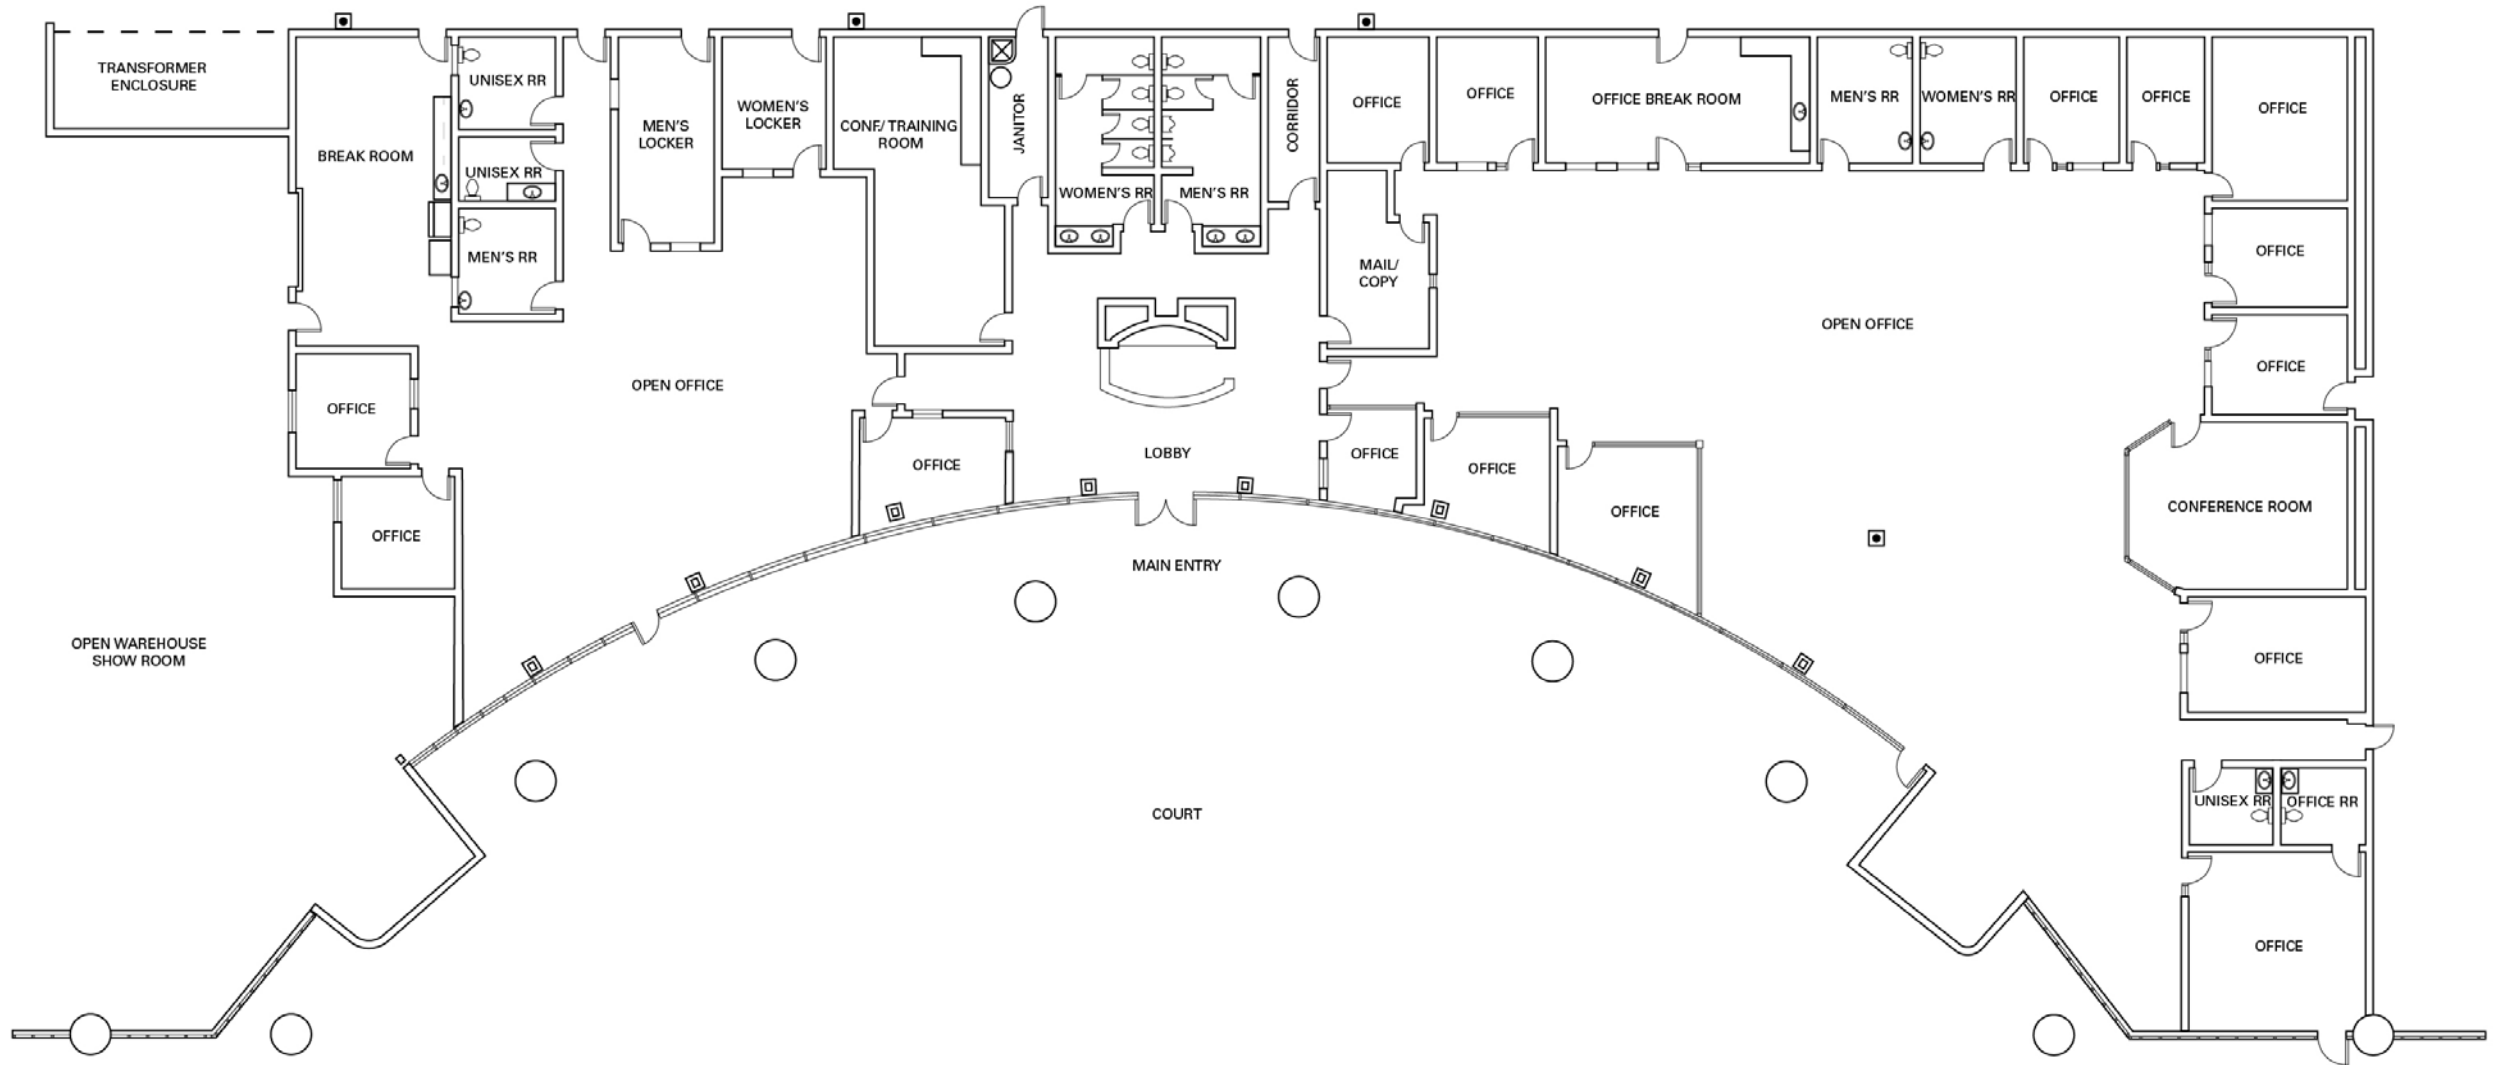 TRANSFORMER
ENCLOSURE
BREAK ROOM
UNISEX RR
UNISEX RR
MEN'S RR
MEN'S
LOCKER
WOMEN'S
LOCKER
CONF./ TRAINING
ROOM
JANITOR
WOMEN'S RR
MEN'S RR
CORRIDOR
OFFICE
OFFICE
OFFICE BREAK ROOM
MEN'S RR
WOMEN'S RR
OFFICE
OFFICE
OFFICE
MAIL/
COPY
OFFICE
OPEN OFFICE
OFFICE
OFFICE
OPEN OFFICE
OFFICE
LOBBY
OFFICE
OFFICE
OFFICE
CONFERENCE ROOM
OFFICE
MAIN ENTRY
OPEN WAREHOUSE
SHOW ROOM
OFFICE
COURT
UNISEX RR
OFFICE RR
OFFICE